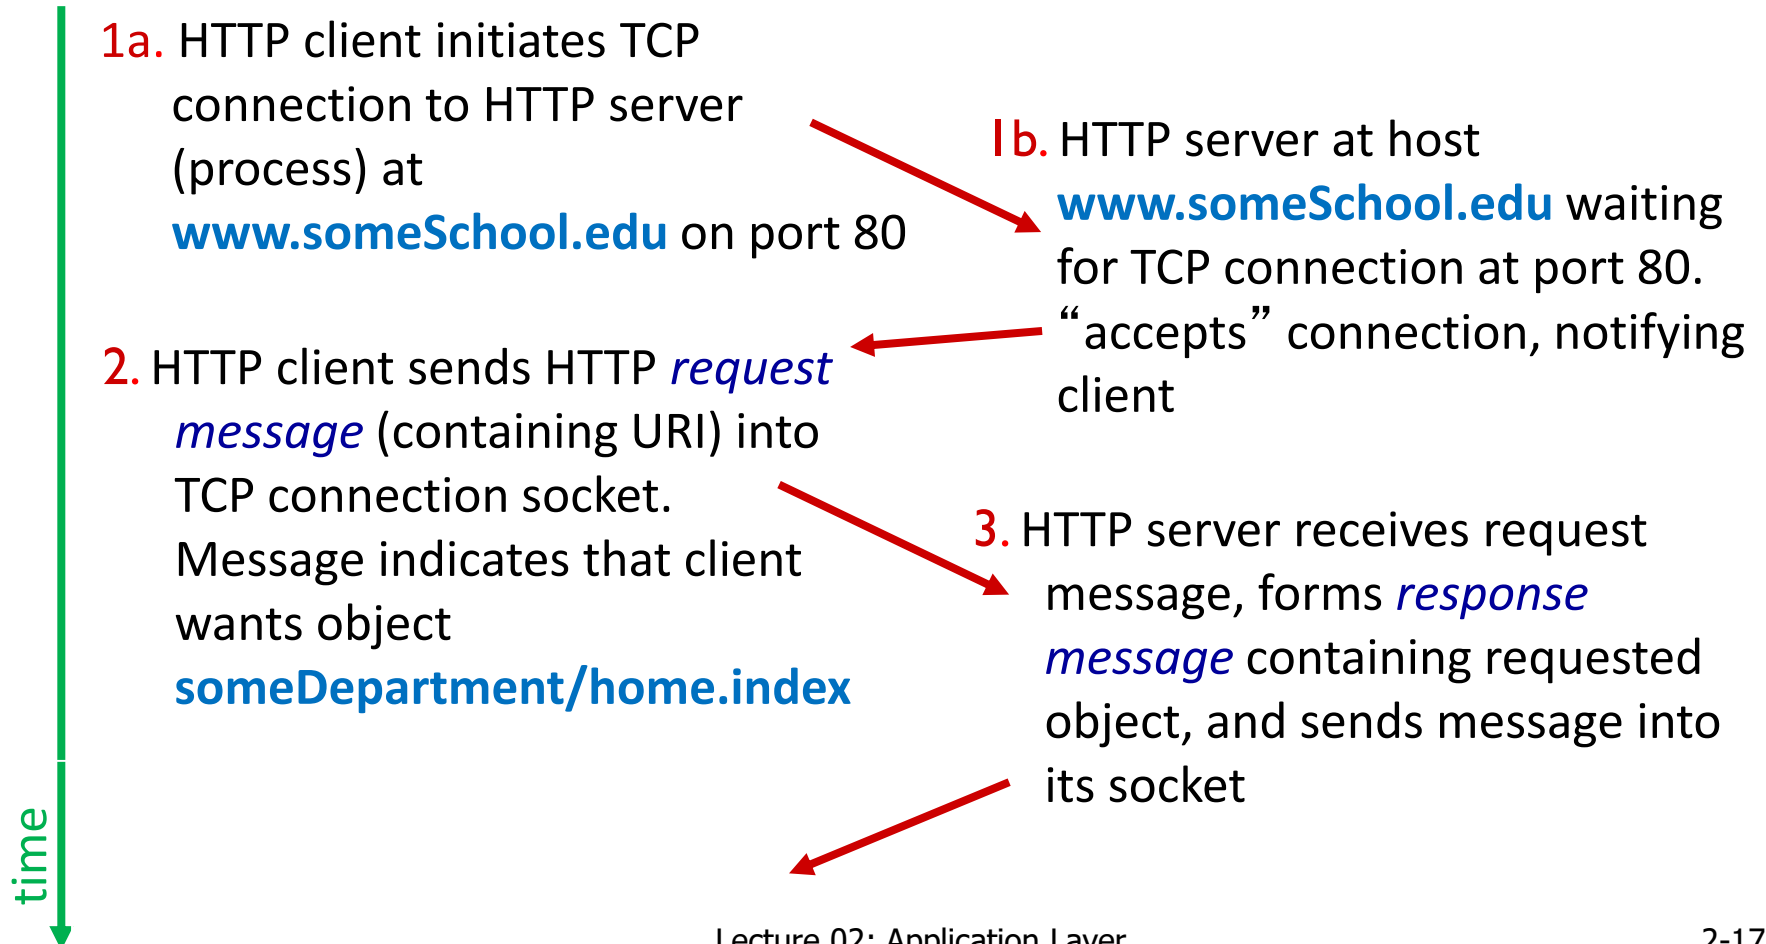 1a. HTTP client initiates TCP
connection to HTTP server
(process) at
www.someSchool.edu on port 80
1b. HTTP server at host
www.someSchool.edu waiting
for TCP connection at port 80.
“accepts” connection, notifying
client
2. HTTP client sends HTTP request
message (containing URI) into
TCP connection socket.
Message indicates that client
wants object
someDepartment/home.index
3. HTTP server receives request
message, forms response
message containing requested
object, and sends message into
its socket
time
Lecture 02: Application Layer
2-17